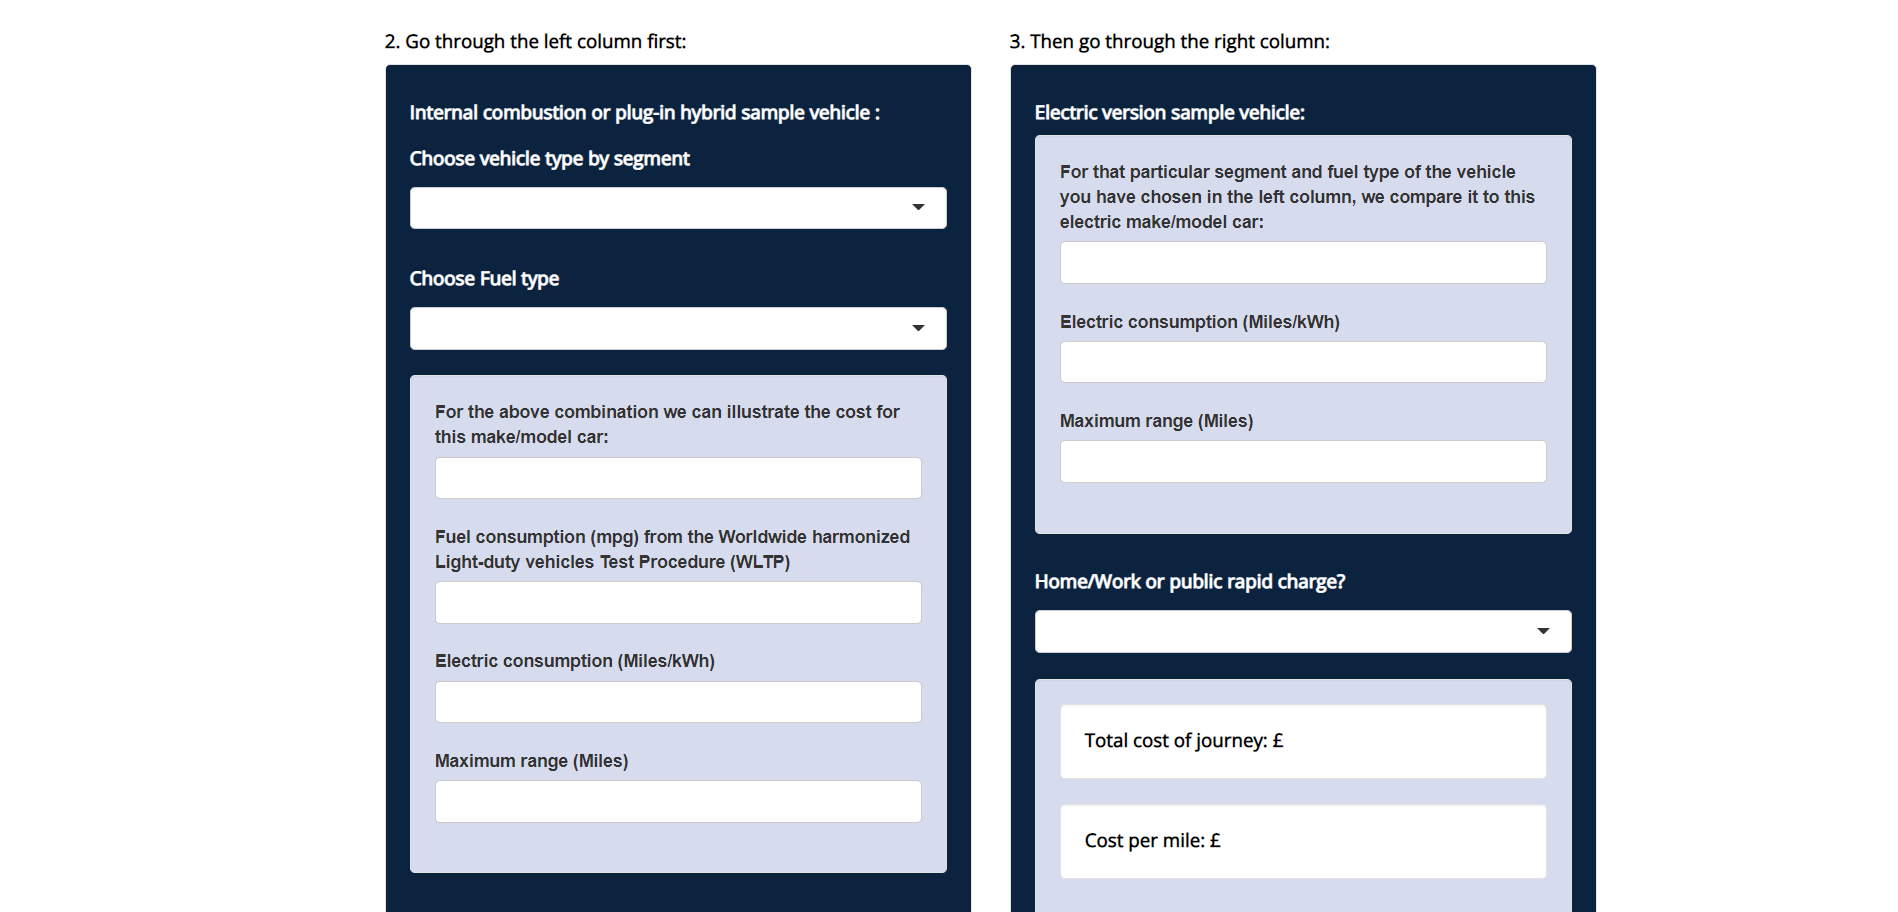 2. Go through the left column first:
Internal combustion or plug-in hybrid sample vehicle :
Choose vehicle type by segment
Choose Fuel type
For the above combination we can illustrate the cost for
this make/model car:
Fuel consumption (mpg) from the Worldwide harmonized
Light-duty vehicles Test Procedure (WLTP)
Electric consumption (Miles/kWh)
Maximum range (Miles)
3. Then go through the right column:
Electric version sample vehicle:
For that particular segment and fuel type of the vehicle
you have chosen in the left column, we compare it to this
electric make/model car:
Electric consumption (Miles/kWh)
Maximum range (Miles)
Home/Work or public rapid charge?
Total cost of journey: £
Cost per mile: £